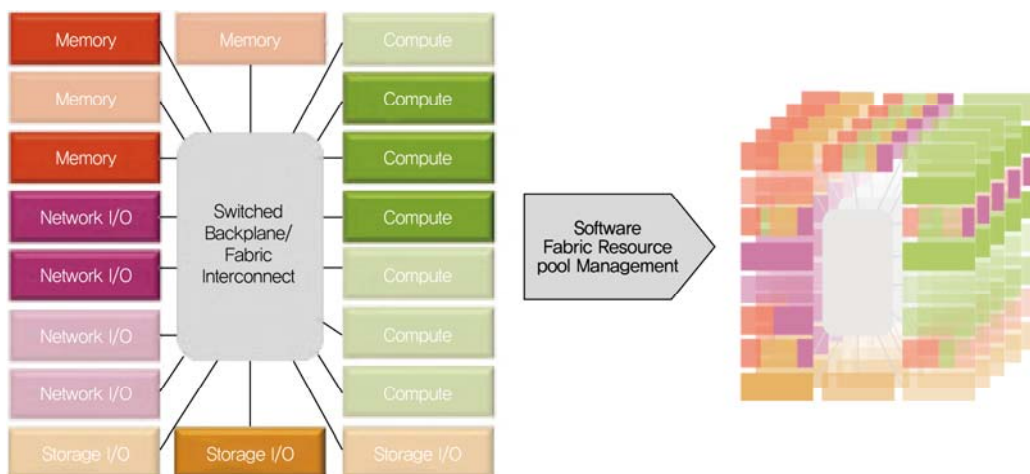 Memory
Memory
Compute
Memory
Compute
Memory
Compute
Network I/O
Compute
Switched
Backplane/
Fabric
Interconnect
Network I/O
Compute
Network I/O
Compute
Network I/O
Compute
Storage I/O
Storage I/O
Storage I/O
Software
Fabric Resource
pool Management